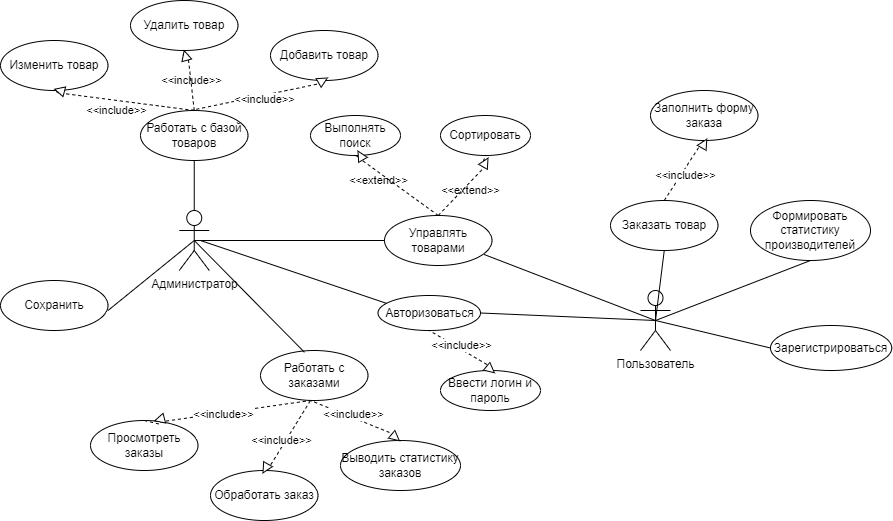 Удалить товар
Добавить товар
Изменить товар
<<include>>
<<include>>
<<include>>
Работать с базой
товаров
Выполнять
поиск
Сортировать
Заполнить форму
заказа
<<extend>>
<<extend>>
<<include>>
Управлять
товарами
Заказать товар
Формировать
статистику
производителей
Администратор
Сохранить
Авторизоваться
<<include>>
Пользователь
Зарегистрироваться
Работать с
заказами
Ввести логин и
пароль
<<include>>
<<include>>
<<include>>
Просмотреть
заказы
Выводить статистику
заказов
Обработать заказ